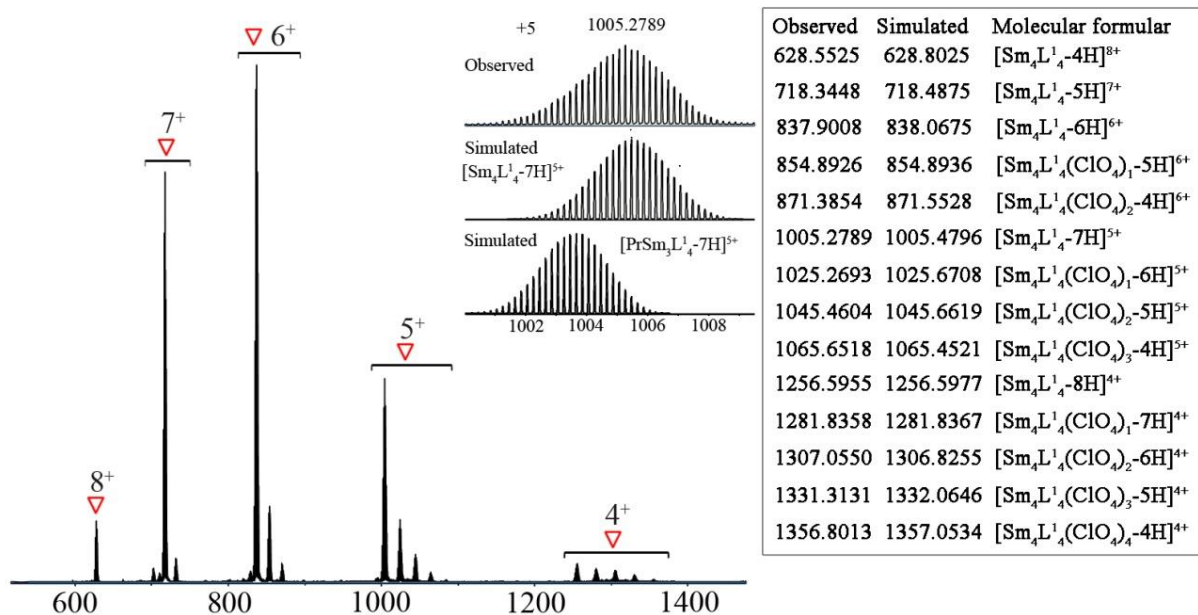 8⁺
7⁺
6⁺
5⁺
4⁺
600 800 1000 1200 1400
+5 1005.2789
Observed
Simulated
[Sm₄L¹₄-7H]⁵⁺
Simulated [PrSm₃L¹₄-7H]⁵⁺
1002 1004 1006 1008
Observed Simulated Molecular formular
628.5525 628.8025 [Sm₄L¹₄-4H]⁸⁺
718.3448 718.4875 [Sm₄L¹₄-5H]⁷⁺
837.9008 838.0675 [Sm₄L¹₄-6H]⁶⁺
854.8926 854.8936 [Sm₄L¹₄(ClO₄)₁-5H]⁶⁺
871.3854 871.5528 [Sm₄L¹₄(ClO₄)₂-4H]⁶⁺
1005.2789 1005.4796 [Sm₄L¹₄-7H]⁵⁺
1025.2693 1025.6708 [Sm₄L¹₄(ClO₄)₁-6H]⁵⁺
1045.4604 1045.6619 [Sm₄L¹₄(ClO₄)₂-5H]⁵⁺
1065.6518 1065.4521 [Sm₄L¹₄(ClO₄)₃-4H]⁵⁺
1256.5955 1256.5977 [Sm₄L¹₄-8H]⁴⁺
1281.8358 1281.8367 [Sm₄L¹₄(ClO₄)₁-7H]⁴⁺
1307.0550 1306.8255 [Sm₄L¹₄(ClO₄)₂-6H]⁴⁺
1331.3131 1332.0646 [Sm₄L¹₄(ClO₄)₃-5H]⁴⁺
1356.8013 1357.0534 [Sm₄L¹₄(ClO₄)₄-4H]⁴⁺